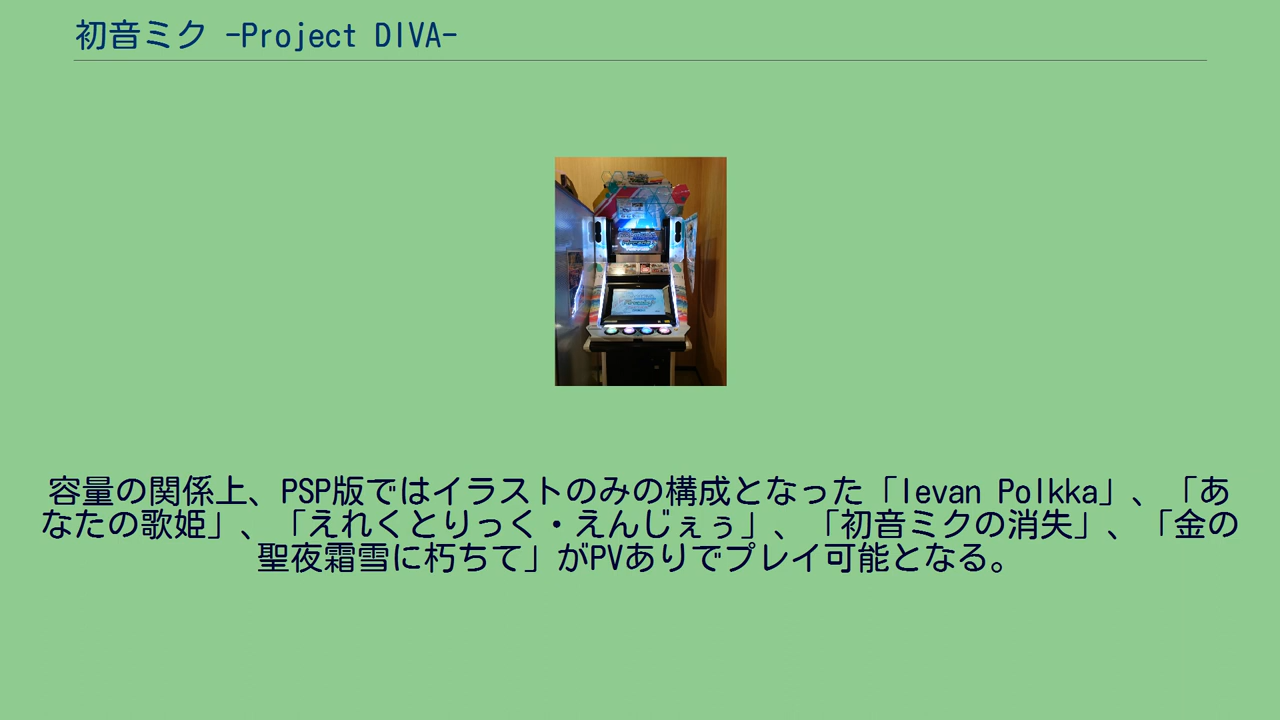 初音ミク -Project DIVA-
容量の関係上、PSP版ではイラストのみの構成となった「Ievan Polkka」、「あ
なたの歌姫」、「えれくとりっく・えんじぇぅ」、「初音ミクの消失」、「金の
聖夜霜雪に朽ちて」がPVありでプレイ可能となる。